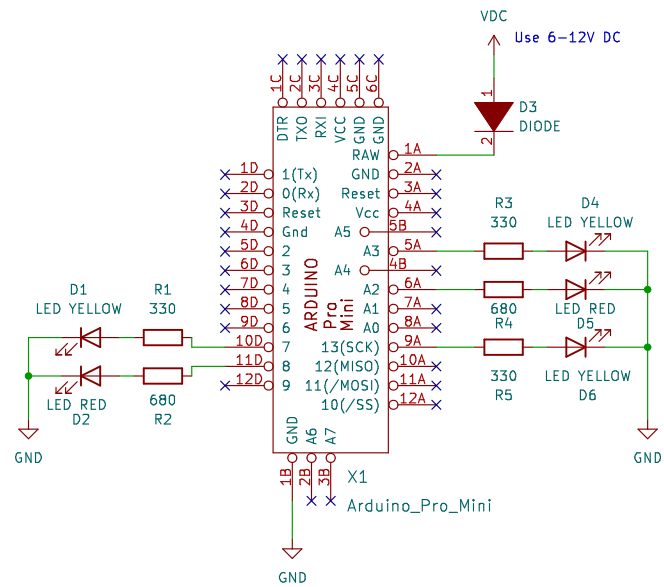 VDC
Use 6-12V DC
1
D3
DIODE
2
1C 2C 3C 4C 5C 6C
DTR TXO RXI VCC GND GND
RAW 1A
GND 2A
Reset 3A
Vcc 4A
A5 5B
A3 5A
A4 4B
A2 6A
A1 7A
A0 8A
13(SCK) 9A
12(MISO) 10A
11(/MOSI) 11A
10(/SS) 12A
1D 1(Tx)
2D 0(Rx)
3D Reset
4D Gnd
5D 2
6D 3
7D 4
8D 5
9D 6
10D 7
11D 8
12D 9
ARDUINO
Pro
Mini
R3
330
D4
LED YELLOW
680
R4
LED RED
D5
330
R5
LED YELLOW
D6
GND
D1
LED YELLOW
R1
330
LED RED
D2
680
R2
GND
GND A6 A7
1B 2B 3B
X1
Arduino_Pro_Mini
GND